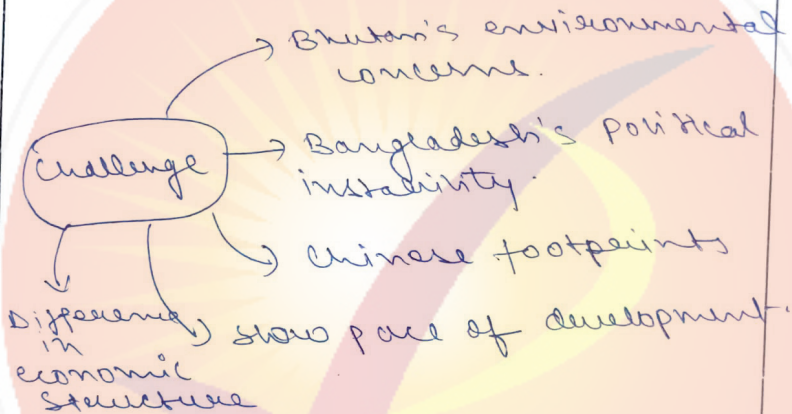 Bhutan's environmental
concerns.
Challenge
Bangladesh's Political
instability.
Chinese footprints
slow pace of development.
Difference
in
economic
structure